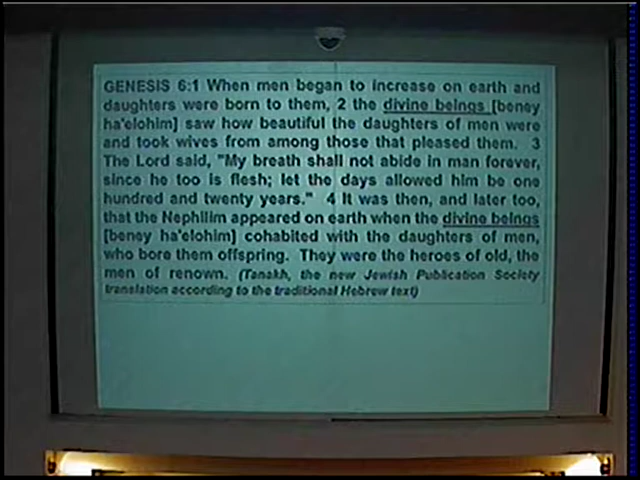 GENESIS 6:1 When men began to increase on earth and
daughters were born to them, 2 the divine beings [beney
ha'elohim] saw how beautiful the daughters of men were
and took wives from among those that pleased them. 3
The Lord said, "My breath shall not abide in man forever,
since he too is flesh; let the days allowed him be one
hundred and twenty years." 4 It was then, and later too,
that the Nephilim appeared on earth when the divine beings
[beney ha'elohim] cohabited with the daughters of men,
who bore them offspring. They were the heroes of old, the
men of renown. (Tanakh, the new Jewish Publication Society
translation according to the traditional Hebrew text)